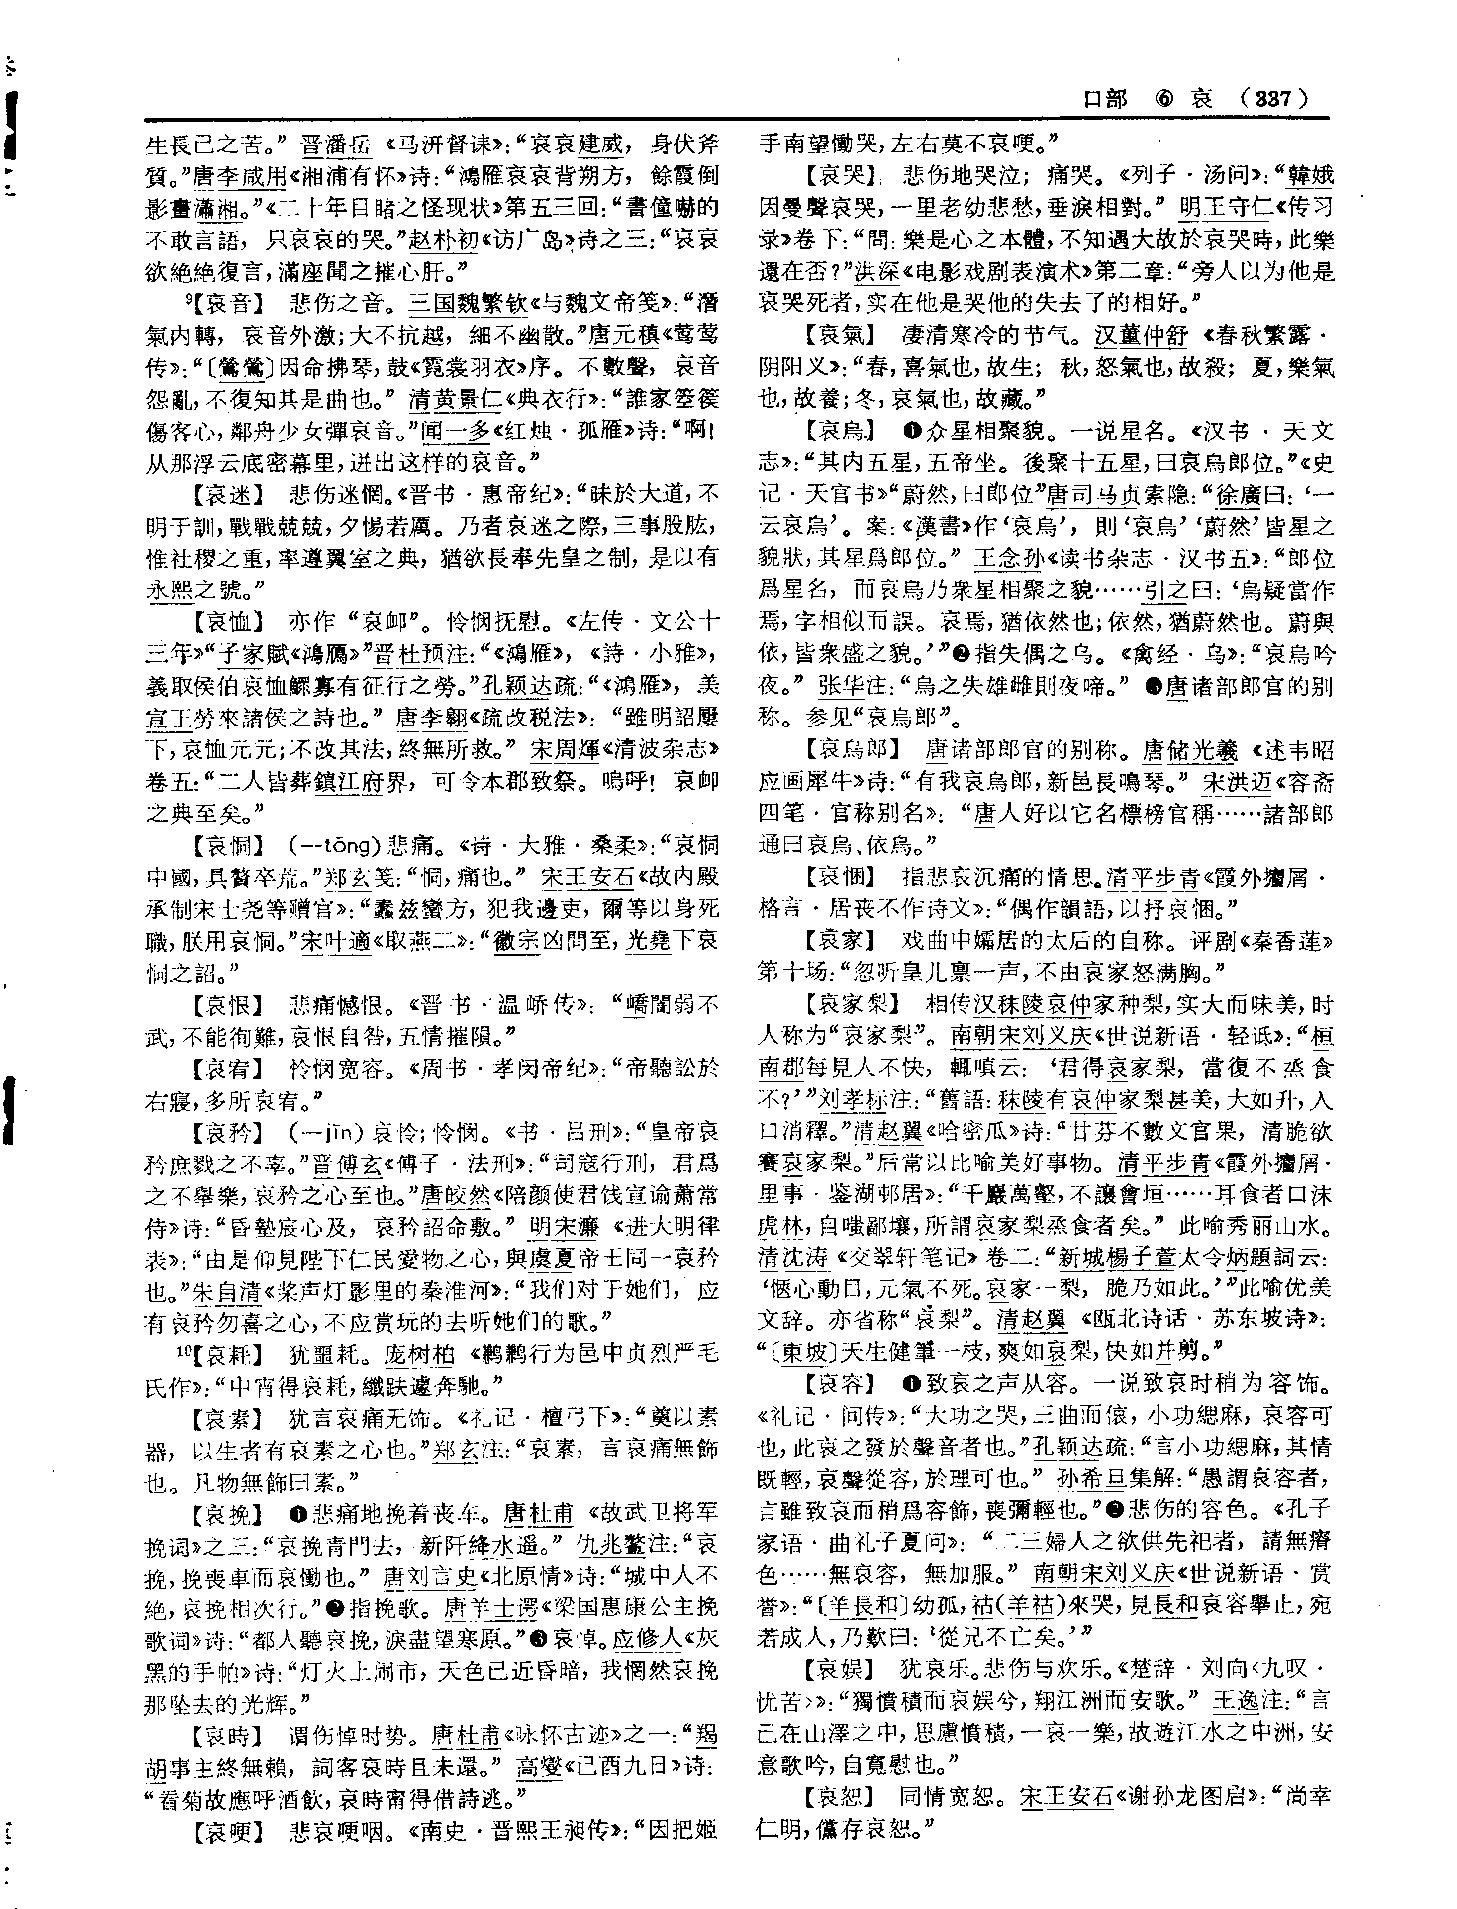 口部 ⑥ 哀 （337）
生長已之苦。” 晋潘岳《马汧督诔》：“哀哀建威， 身伏斧
質。”唐李咸用《湘浦有怀》诗：“鴻雁哀哀背朔方， 餘霞倒
影畫瀟湘。”《二十年目睹之怪现状》第五三回：“書僮嚇的
不敢言語， 只哀哀的哭。”赵朴初《访广岛》诗之三：“哀哀
欲絶絶復言，滿座聞之摧心肝。”
⁹【哀音】 悲伤之音。三国魏繁钦《与魏文帝笺》：“潛
氣内轉， 哀音外激；大不抗越， 細不幽散。”唐元稹《莺莺
传》：“〔鶯鶯〕因命拂琴，鼓《霓裳羽衣》序。不數聲， 哀音
怨亂，不復知其是曲也。” 清黄景仁《典衣行》：“誰家箜篌
傷客心，鄰舟少女彈哀音。”闻一多《红烛·孤雁》诗：“啊！
从那浮云底密幕里，迸出这样的哀音。”
【哀迷】 悲伤迷惘。《晋书·惠帝纪》：“昧於大道，不
明于訓，戰戰兢兢，夕惕若厲。乃者哀迷之際，三事股肱，
惟社稷之重，率遵翼室之典，猶欲長奉先皇之制，是以有
永熙之號。”
【哀恤】 亦作“哀卹”。怜悯抚慰。《左传·文公十
三年》“子家賦《鴻鴈》”晋杜预注：“《鴻雁》，《詩·小雅》，
義取侯伯哀恤鰥寡有征行之勞。”孔颖达疏：“《鴻雁》，美
宣王勞來諸侯之詩也。” 唐李翱《疏改税法》：“雖明詔屢
下，哀恤元元；不改其法，終無所救。” 宋周煇《清波杂志》
卷五：“二人皆葬鎮江府界， 可令本郡致祭。嗚呼！哀卹
之典至矣。”
【哀恫】 （—tōng）悲痛。《诗·大雅·桑柔》：“哀恫
中國，具贅卒荒。”郑玄笺：“恫，痛也。” 宋王安石《故内殿
承制宋士尧等赠官》：“蠢兹蠻方，犯我邊吏，爾等以身死
職，朕用哀恫。”宋叶適《取燕二》：“徽宗凶問至，光堯下哀
恫之詔。”
【哀恨】 悲痛憾恨。《晋书·温峤传》：“嶠闇弱不
武，不能徇難，哀恨自咎，五情摧隕。”
【哀宥】 怜悯宽容。《周书·孝闵帝纪》：“帝聽訟於
右寢，多所哀宥。”
【哀矜】 （—jīn）哀怜；怜悯。《书·吕刑》：“皇帝哀
矜庶戮之不辜。”晋傅玄《傅子·法刑》：“司寇行刑，君爲
之不舉樂，哀矜之心至也。”唐皎然《陪颜使君饯宣谕萧常
侍》诗：“昏墊宸心及， 哀矜詔命敷。” 明宋濂《进大明律
表》：“由是仰見陛下仁民愛物之心，與虞夏帝王同一哀矜
也。”朱自清《桨声灯影里的秦淮河》：“我们对于她们， 应
有哀矜勿喜之心，不应赏玩的去听她们的歌。”
¹⁰【哀耗】 犹噩耗。庞树柏《鹣鹣行为邑中贞烈严毛
氏作》：“中宵得哀耗，纖趺遽奔馳。”
【哀素】 犹言哀痛无饰。《礼记·檀弓下》：“奠以素
器， 以生者有哀素之心也。”郑玄注：“哀素，言哀痛無飾
也。凡物無飾曰素。”
【哀挽】 ❶悲痛地挽着丧车。唐杜甫《故武卫将军
挽词》之三：“哀挽青門去， 新阡絳水遥。” 仇兆鳌注：“哀
挽，挽喪車而哀慟也。” 唐刘言史《北原情》诗：“城中人不
絶，哀挽相次行。”❷指挽歌。唐羊士谔《梁国惠康公主挽
歌词》诗：“都人聽哀挽，淚盡望寒原。”❸哀悼。应修人《灰
黑的手帕》诗：“灯火上闹市，天色已近昏暗，我惘然哀挽
那坠去的光辉。”
【哀時】 谓伤悼时势。唐杜甫《咏怀古迹》之一：“羯
胡事主終無賴， 詞客哀時且未還。” 高燮《己酉九日》诗：
“看菊故應呼酒飲，哀時甯得借詩逃。”
【哀哽】 悲哀哽咽。《南史·晋熙王昶传》：“因把姬
手南望慟哭，左右莫不哀哽。”
【哀哭】 悲伤地哭泣； 痛哭。《列子·汤问》：“韓娥
因曼聲哀哭，一里老幼悲愁，垂淚相對。” 明王守仁《传习
录》卷下：“問：樂是心之本體，不知遇大故於哀哭時，此樂
還在否？”洪深《电影戏剧表演术》第二章：“旁人以为他是
哀哭死者，实在他是哭他的失去了的相好。”
【哀氣】 凄清寒冷的节气。汉董仲舒《春秋繁露·
阴阳义》：“春，喜氣也，故生； 秋，怒氣也，故殺； 夏，樂氣
也，故養；冬，哀氣也，故藏。”
【哀烏】 ❶众星相聚貌。一说星名。《汉书·天文
志》：“其内五星，五帝坐。後聚十五星，曰哀烏郎位。”《史
记·天官书》“蔚然，曰郎位”唐司马贞索隐：“徐廣曰：‘一
云哀烏’。案：《漢書》作‘哀烏’， 則‘哀烏’‘蔚然’皆星之
貌狀，其星爲郎位。” 王念孙《读书杂志·汉书五》：“郎位
爲星名， 而哀烏乃衆星相聚之貌……引之曰：‘烏疑當作
焉，字相似而誤。哀焉，猶依然也；依然，猶蔚然也。蔚與
依，皆衆盛之貌。’”❷指失偶之乌。《禽经·乌》：“哀烏吟
夜。” 张华注：“烏之失雄雌則夜啼。” ❸唐诸部郎官的别
称。参见“哀烏郎”。
【哀烏郎】 唐诸部郎官的别称。唐储光羲《述韦昭
应画犀牛》诗：“有我哀烏郎，新邑長鳴琴。” 宋洪迈《容斋
四笔·官称别名》：“唐人好以它名標榜官稱……諸部郎
通曰哀烏、依烏。”
【哀悃】 指悲哀沉痛的情思。清平步青《霞外攟屑·
格言·居丧不作诗文》：“偶作韻語，以抒哀悃。”
【哀家】 戏曲中孀居的太后的自称。评剧《秦香莲》
第十场：“忽听皇儿禀一声，不由哀家怒满胸。”
【哀家梨】 相传汉秣陵哀仲家种梨，实大而味美，时
人称为“哀家梨”。南朝宋刘义庆《世说新语·轻诋》：“桓
南郡每見人不快， 輒嗔云：‘君得哀家梨， 當復不烝食
不？’”刘孝标注：“舊語：秣陵有哀仲家梨甚美，大如升，入
口消釋。”清赵翼《哈密瓜》诗：“甘芬不數文官果， 清脆欲
賽哀家梨。”后常以比喻美好事物。清平步青《霞外攟屑·
里事·鉴湖邨居》：“千巖萬壑，不讓會垣……耳食者口沫
虎林，自嗤鄙壤，所謂哀家梨蒸食者矣。” 此喻秀丽山水。
清沈涛《交翠轩笔记》卷二：“新城楊子萱太令炳題詞云：
‘愜心動目，元氣不死。哀家一梨， 脆乃如此。’”此喻优美
文辞。亦省称“哀梨”。 清赵翼《瓯北诗话·苏东坡诗》：
“〔東坡〕天生健筆一枝，爽如哀梨，快如并剪。”
【哀容】 ❶致哀之声从容。一说致哀时稍为容饰。
《礼记·间传》：“大功之哭，三曲而偯，小功緦麻，哀容可
也，此哀之發於聲音者也。”孔颖达疏：“言小功緦麻，其情
既輕，哀聲從容，於理可也。” 孙希旦集解：“愚謂哀容者，
言雖致哀而稍爲容飾，喪彌輕也。”❷悲伤的容色。《孔子
家语·曲礼子夏问》：“二三婦人之欲供先祀者， 請無瘠
色……無哀容， 無加服。” 南朝宋刘义庆《世说新语·赏
誉》：“〔羊長和〕幼孤，祜（羊祜）來哭，見長和哀容舉止，宛
若成人，乃歎曰：‘從兄不亡矣。’”
【哀娱】 犹哀乐。悲伤与欢乐。《楚辞·刘向〈九叹·
忧苦〉》：“獨憤積而哀娱兮，翔江洲而安歌。” 王逸注：“言
己在山澤之中，思慮憤積，一哀一樂，故遊江水之中洲，安
意歌吟，自寬慰也。”
【哀恕】 同情宽恕。宋王安石《谢孙龙图启》：“尚幸
仁明，儻存哀恕。”